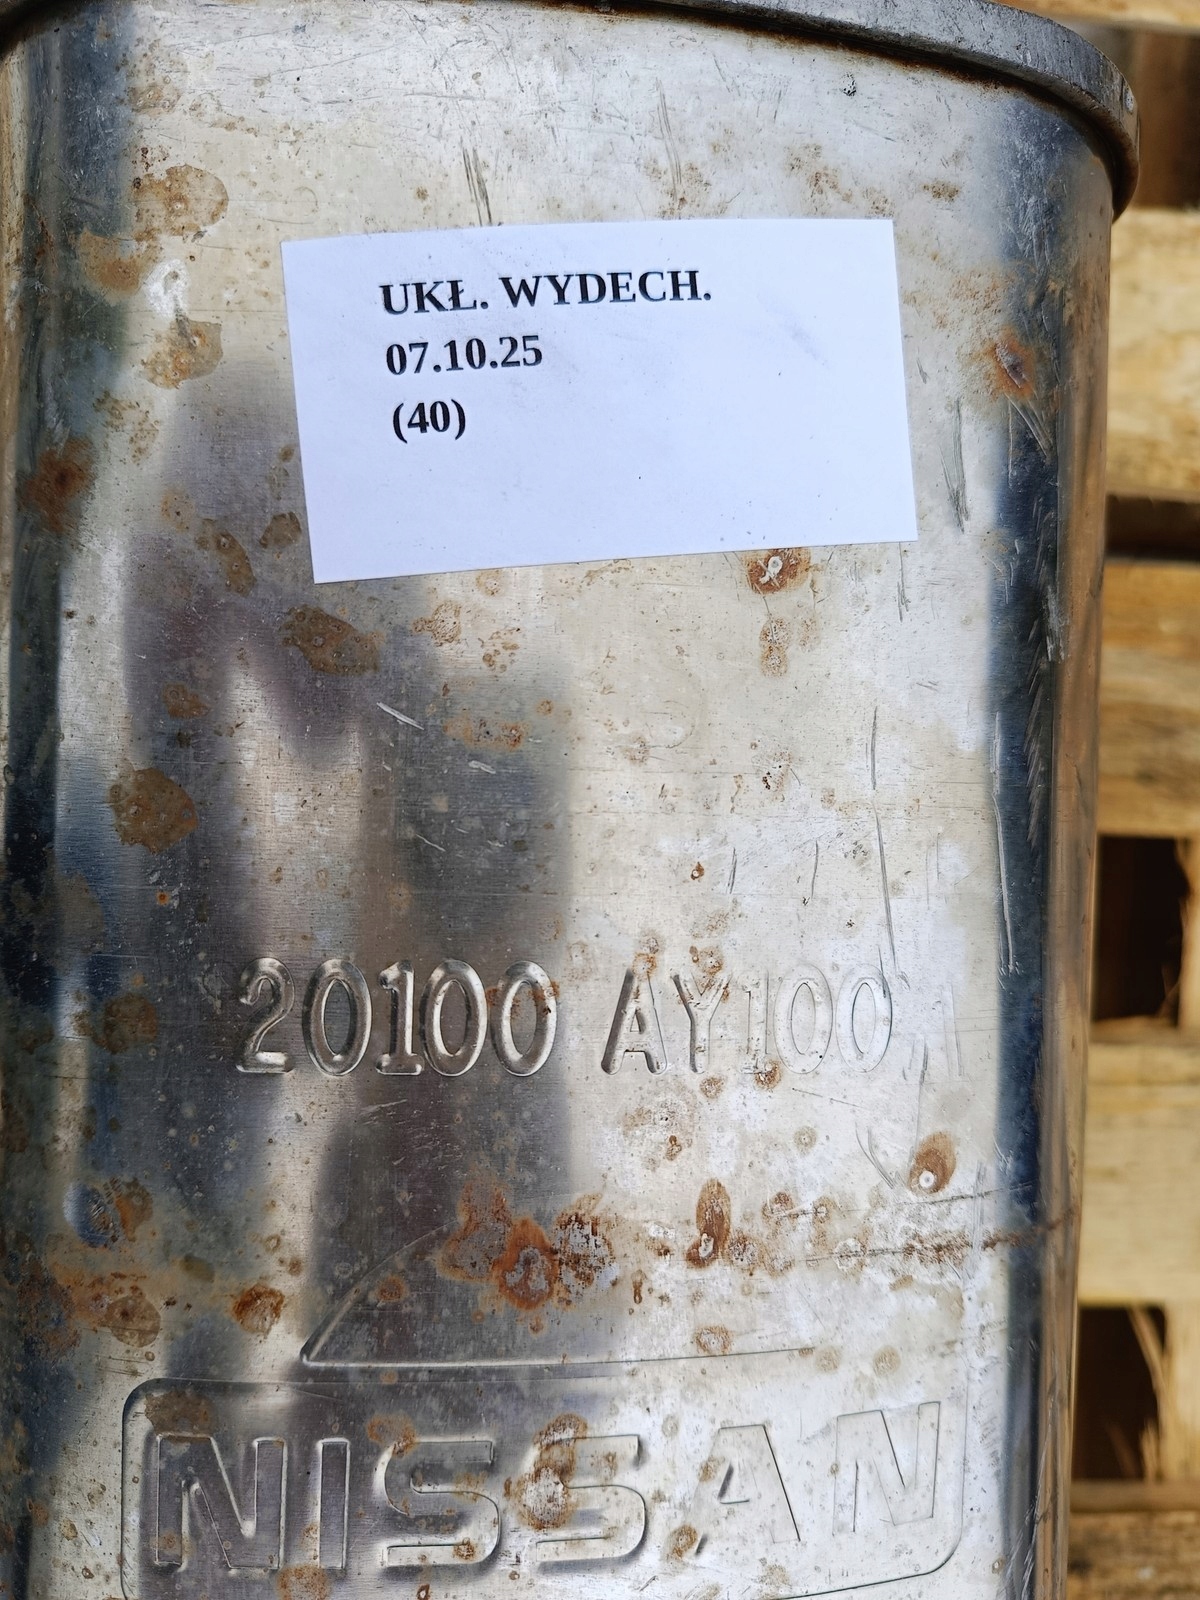 UKŁ. WYDECH.
07.10.25
(40)
20100 AY100
NISSAN